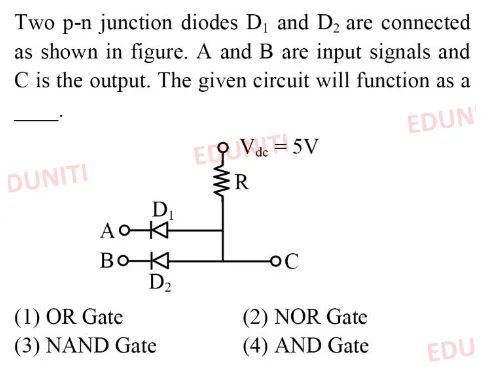 Two p-n junction diodes D₁ and D₂ are connected
as shown in figure. A and B are input signals and
C is the output. The given circuit will function as a
____.
EDUNI
EDUNITI
DUNITI
V_dc = 5V
R
D₁
A
B
C
D₂
(1) OR Gate (2) NOR Gate
(3) NAND Gate (4) AND Gate
EDU